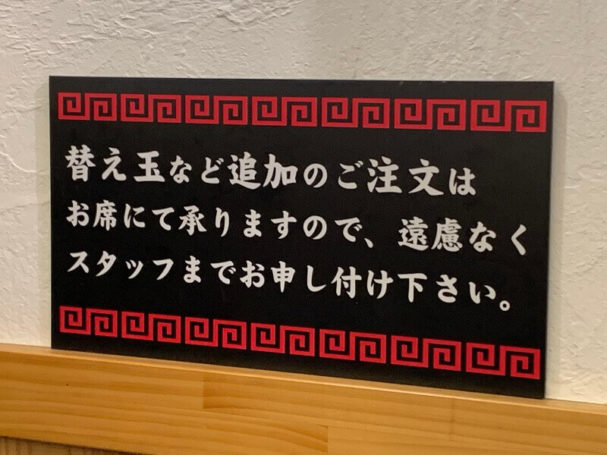 替え玉など追加のご注文は
お席にて承りますので、遠慮なく
スタッフまでお申し付け下さい。